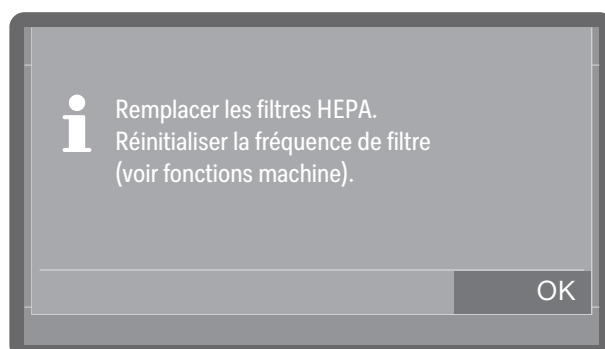 Remplacer les filtres HEPA.
Réinitialiser la fréquence de filtre
(voir fonctions machine).
OK